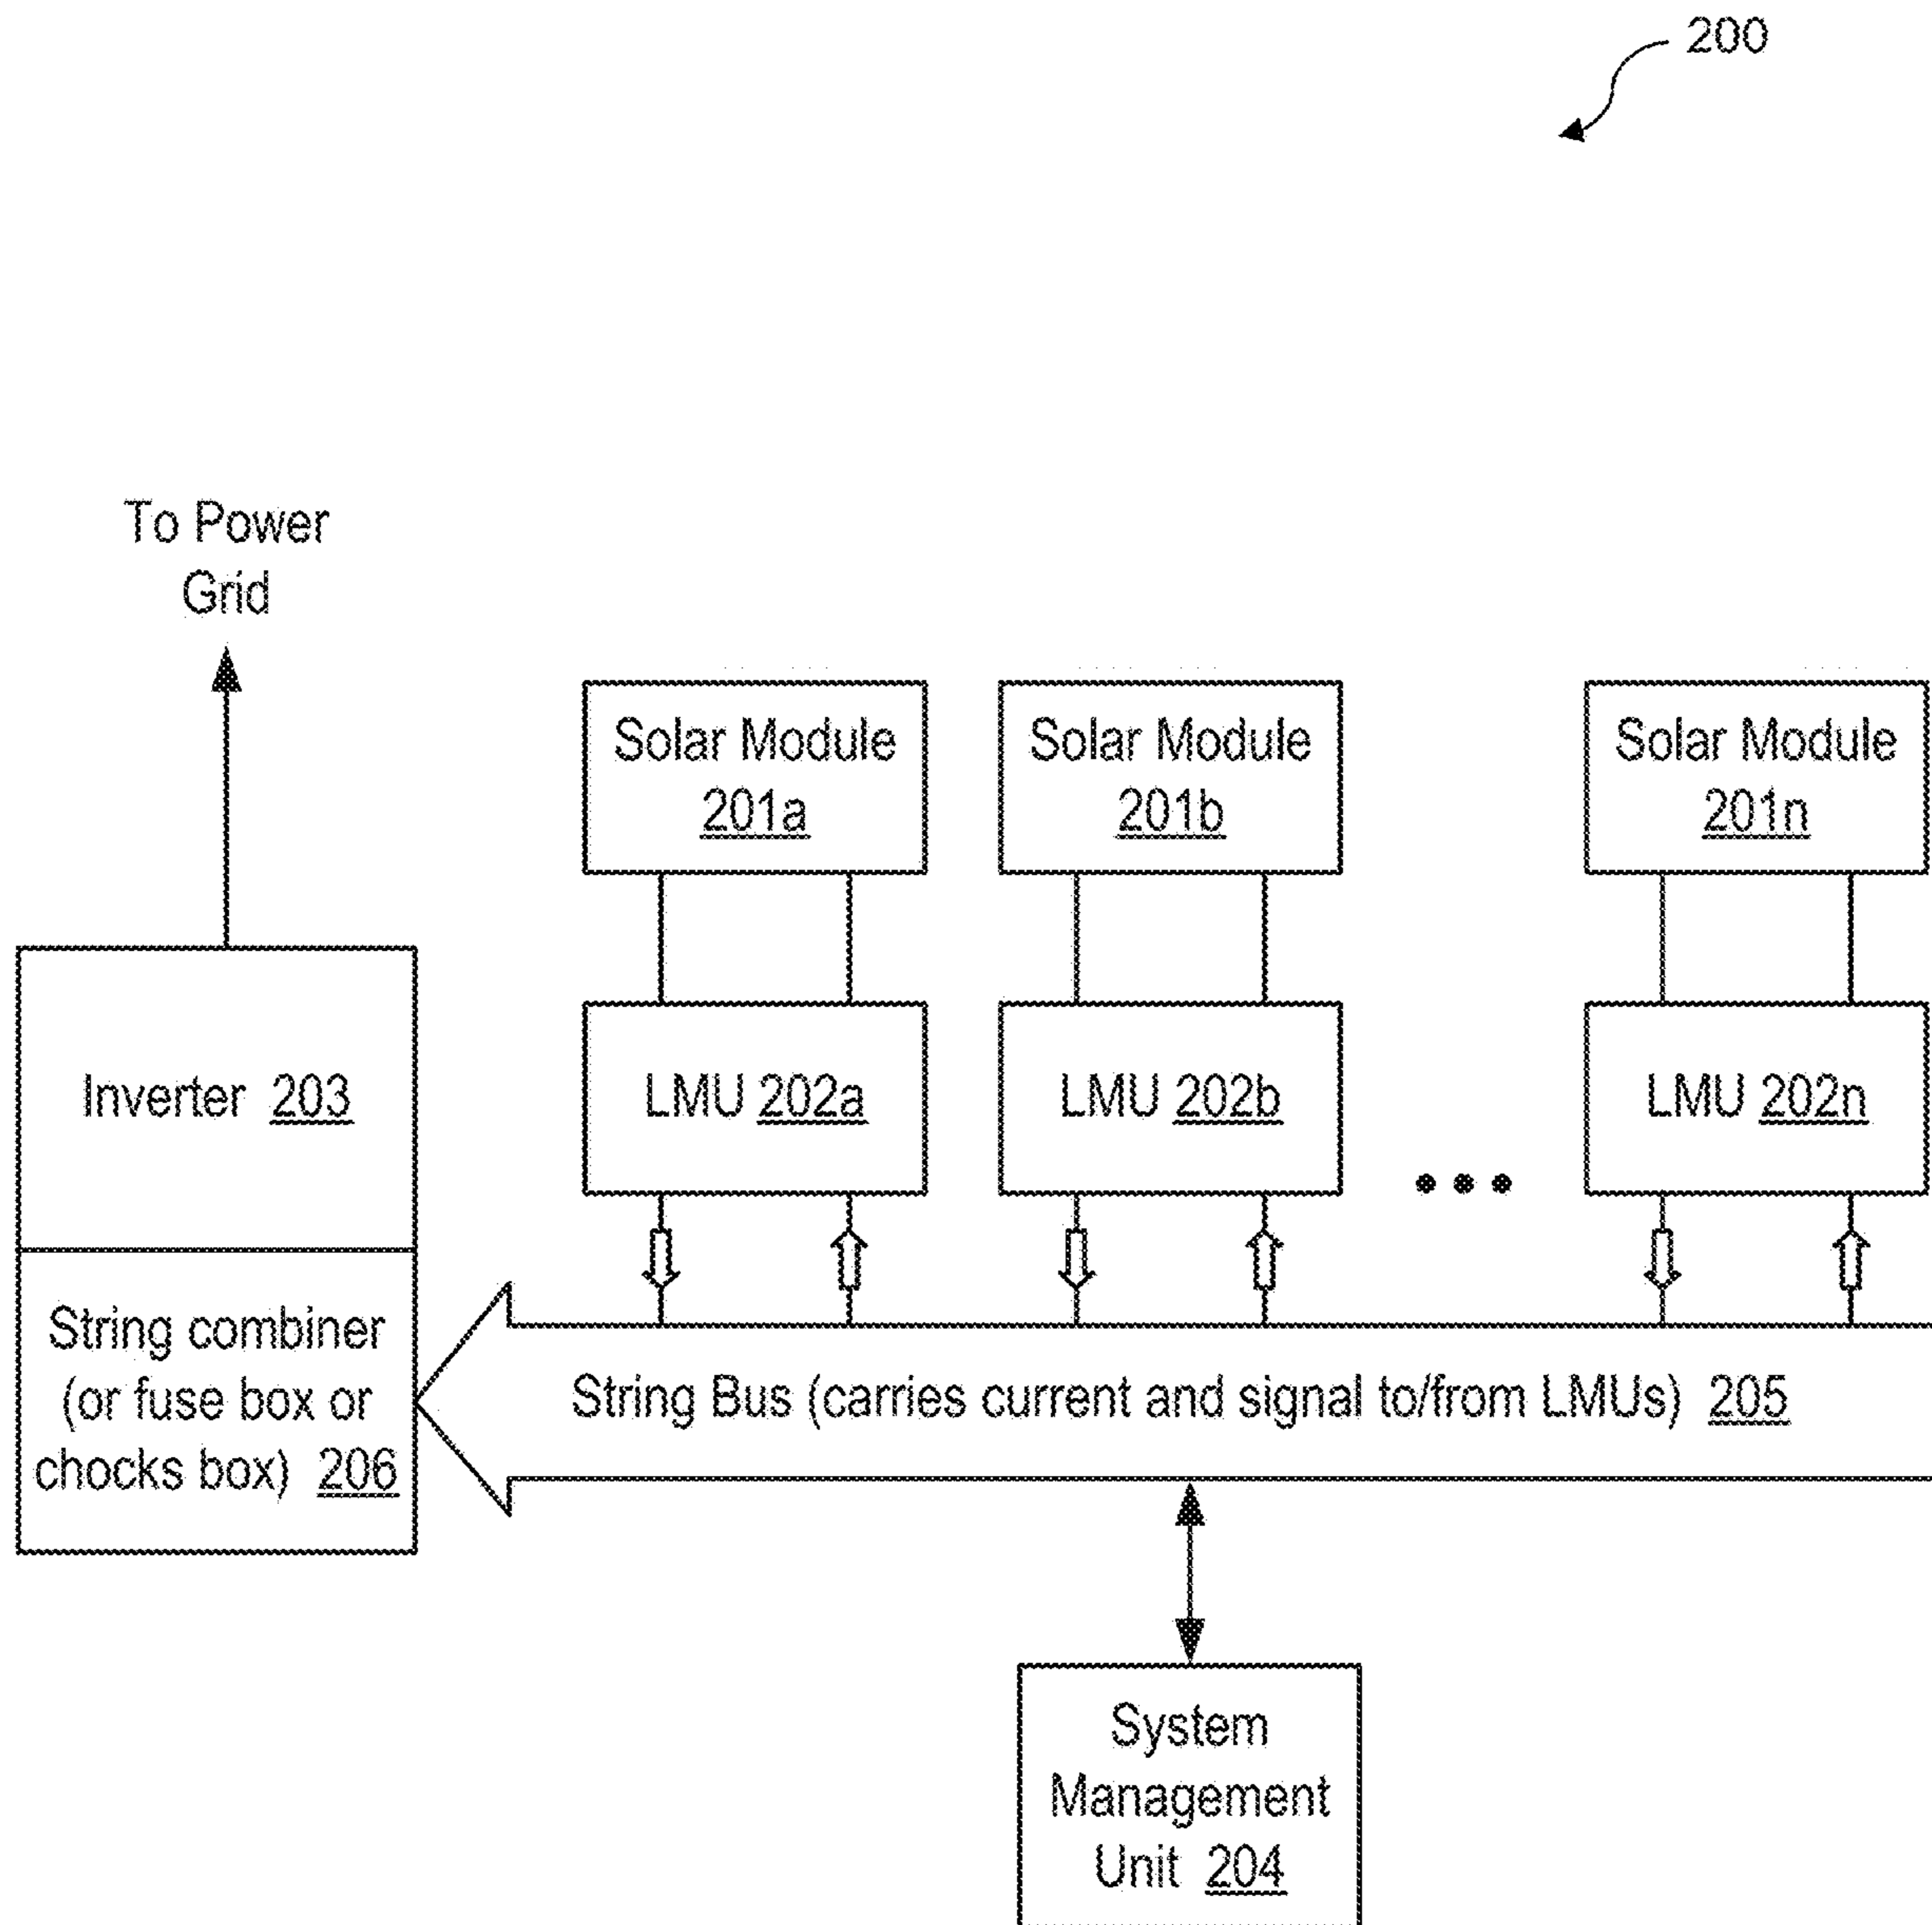 200
To Power
Grid
Solar Module
201a
Solar Module
201b
Solar Module
201n
Inverter 203
LMU 202a
LMU 202b
LMU 202n
String combiner
(or fuse box or
chocks box) 206
String Bus (carries current and signal to/from LMUs) 205
System
Management
Unit 204